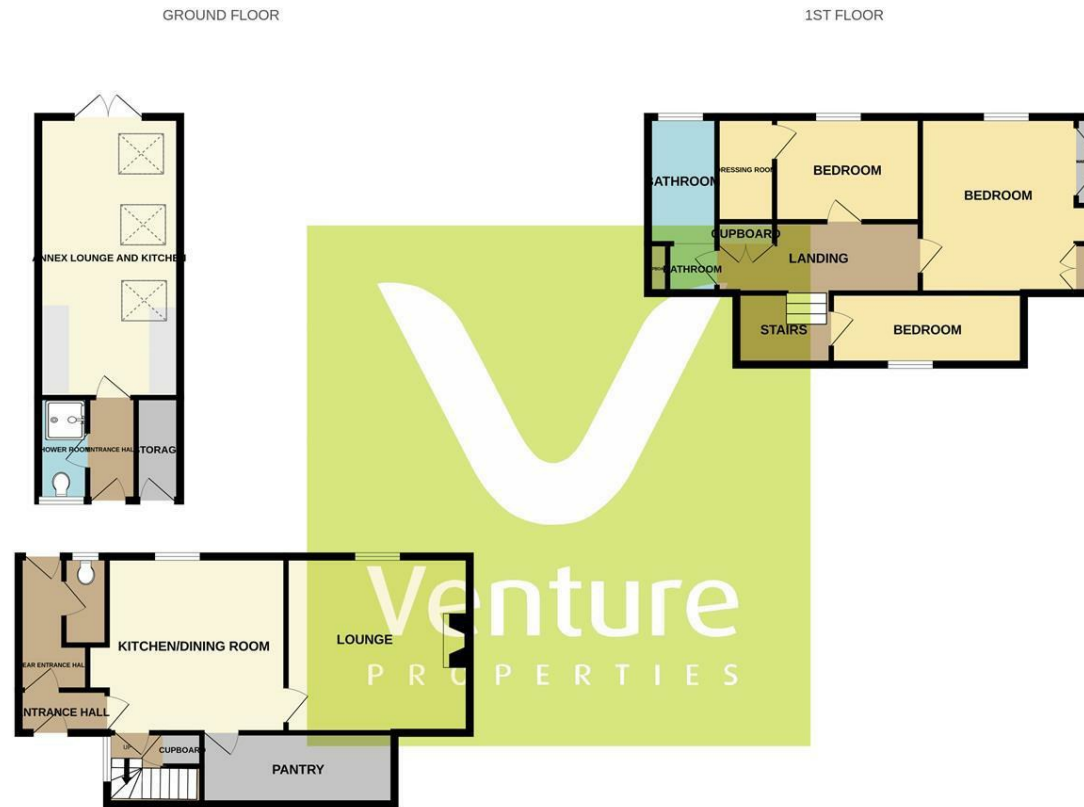 GROUND FLOOR
1ST FLOOR
ANNEX LOUNGE AND KITCHEN
SHOWER ROOM
ENTRANCE HALL
STORAGE
BATHROOM
DRESSING ROOM
BEDROOM
BEDROOM
CUPBOARD
LANDING
BATHROOM
STAIRS
BEDROOM
Venture
PROPERTIES
KITCHEN/DINING ROOM
LOUNGE
REAR ENTRANCE HALL
ENTRANCE HALL
UP
CUPBOARD
PANTRY